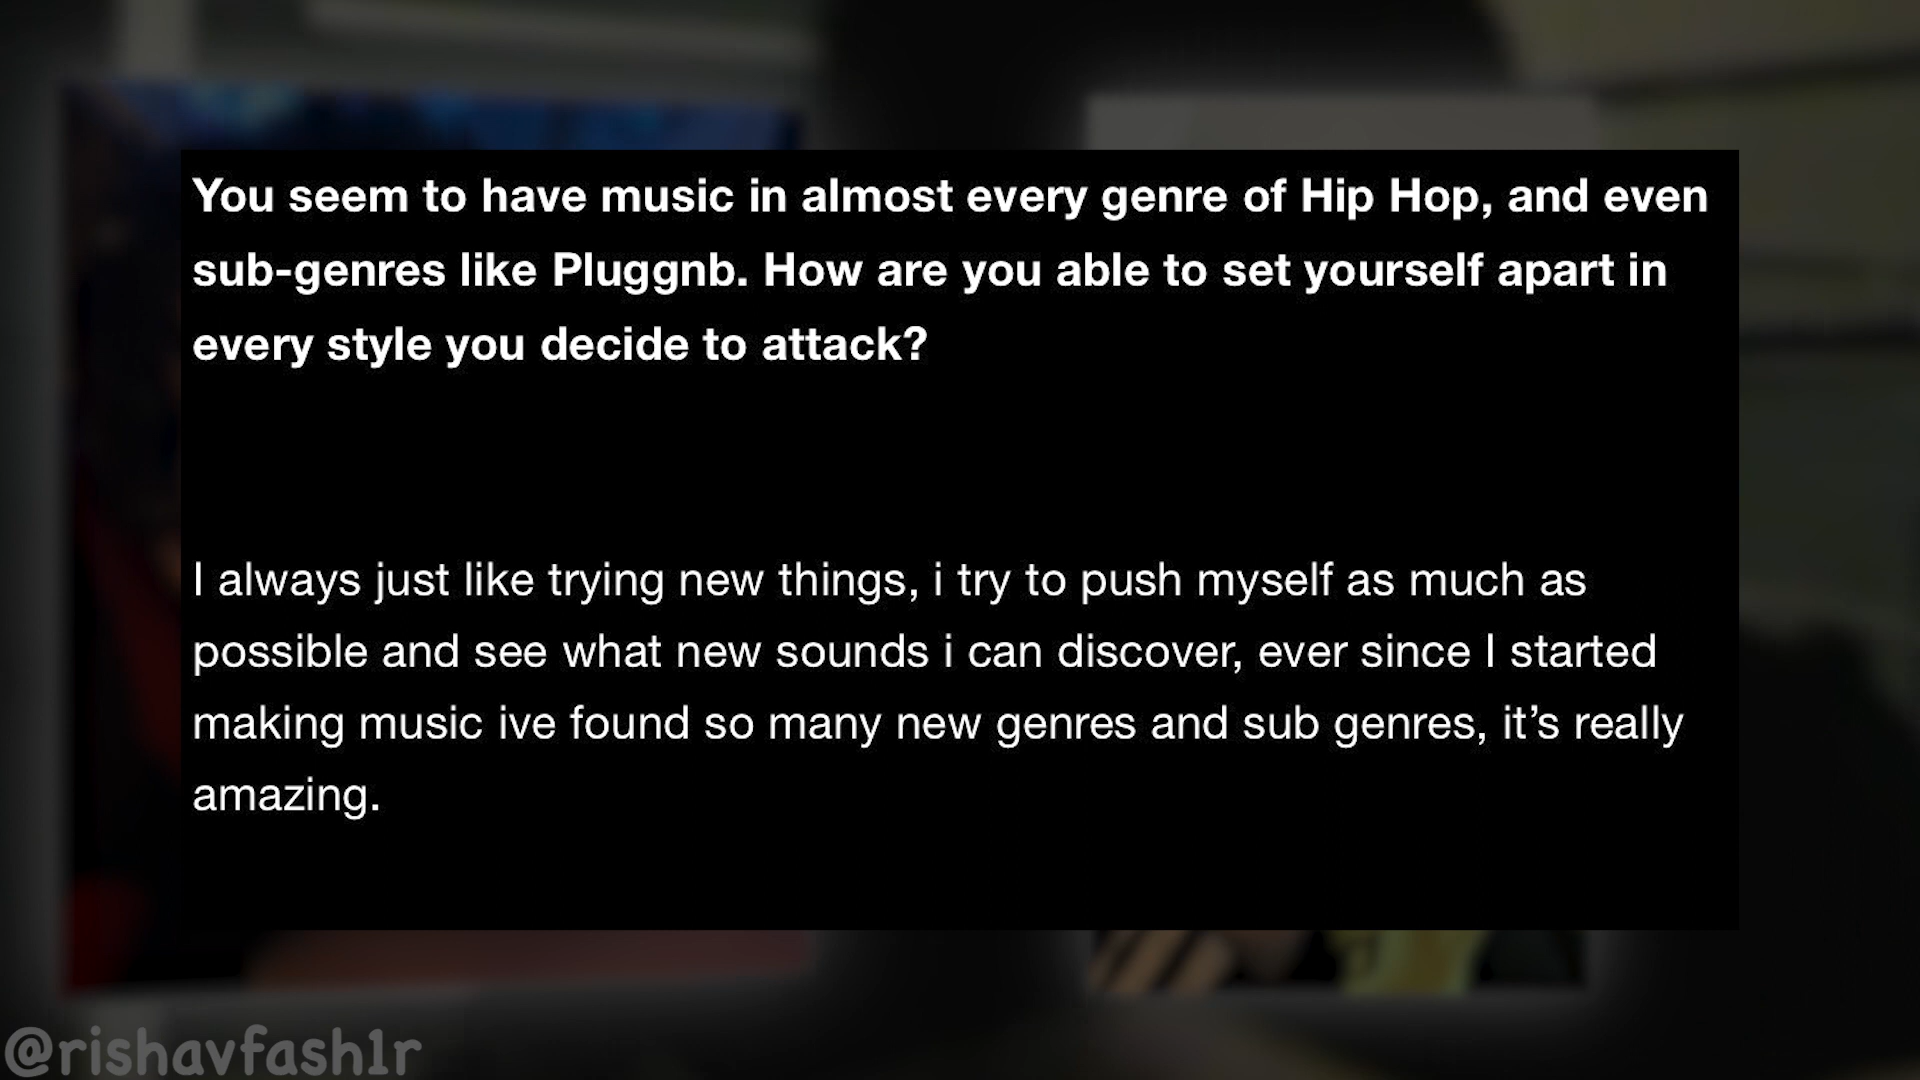 You seem to have music in almost every genre of Hip Hop, and even
sub-genres like Pluggnb. How are you able to set yourself apart in
every style you decide to attack?
I always just like trying new things, i try to push myself as much as
possible and see what new sounds i can discover, ever since I started
making music ive found so many new genres and sub genres, it’s really
amazing.
@rishavfash1r